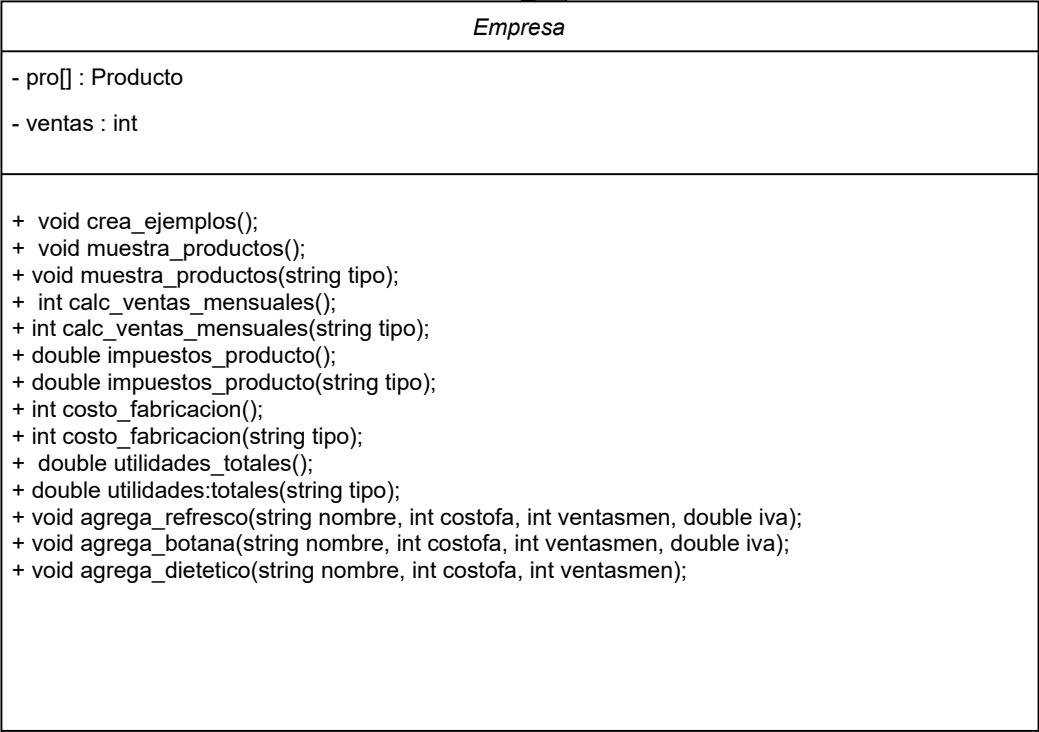 Empresa
- pro[] : Producto
- ventas : int
+  void crea_ejemplos();
+  void muestra_productos();
+ void muestra_productos(string tipo);
+  int calc_ventas_mensuales();
+ int calc_ventas_mensuales(string tipo);
+ double impuestos_producto();
+ double impuestos_producto(string tipo);
+ int costo_fabricacion();
+ int costo_fabricacion(string tipo);
+  double utilidades_totales();
+ double utilidades:totales(string tipo);
+ void agrega_refresco(string nombre, int costofa, int ventasmen, double iva);
+ void agrega_botana(string nombre, int costofa, int ventasmen, double iva);
+ void agrega_dietetico(string nombre, int costofa, int ventasmen);